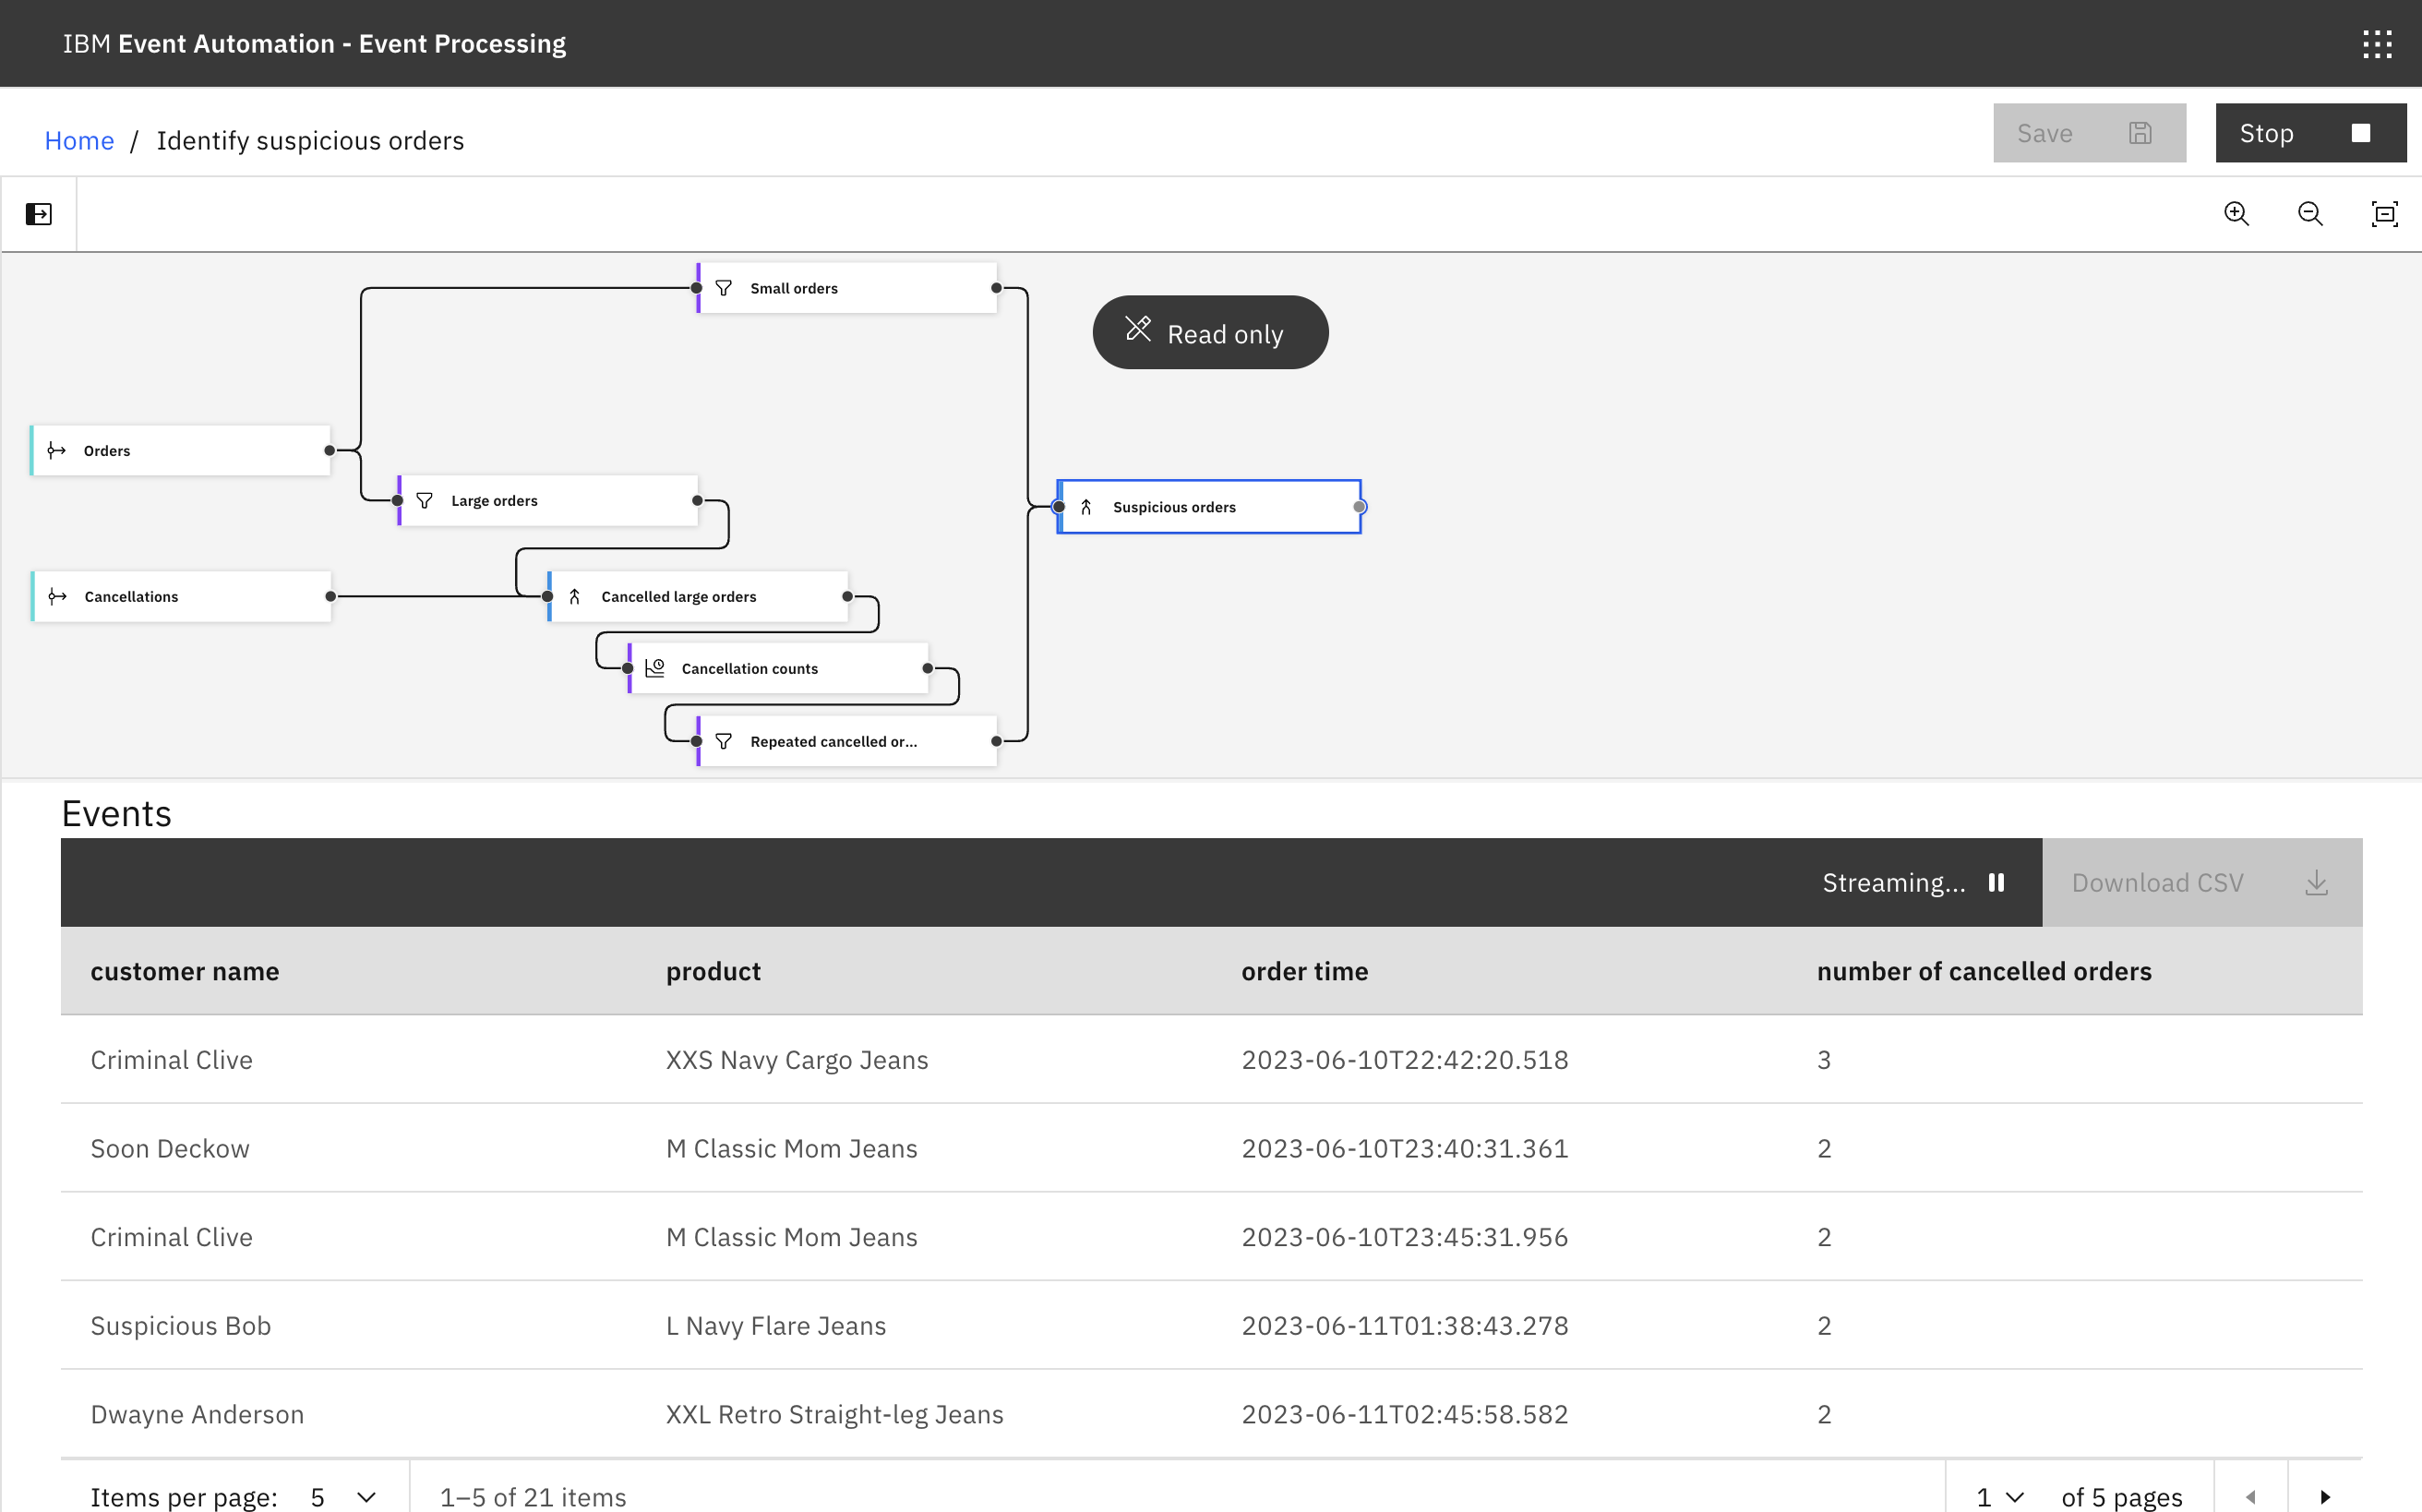 IBM Event Automation - Event Processing
Home / Identify suspicious orders
Save
Stop
Small orders
Read only
Orders
Large orders
Suspicious orders
Cancellations
Cancelled large orders
Cancellation counts
Repeated cancelled or...
Events
Streaming...
Download CSV
customer name product order time number of cancelled orders
Criminal Clive XXS Navy Cargo Jeans 2023-06-10T22:42:20.518 3
Soon Deckow M Classic Mom Jeans 2023-06-10T23:40:31.361 2
Criminal Clive M Classic Mom Jeans 2023-06-10T23:45:31.956 2
Suspicious Bob L Navy Flare Jeans 2023-06-11T01:38:43.278 2
Dwayne Anderson XXL Retro Straight-leg Jeans 2023-06-11T02:45:58.582 2
Items per page: 5 1–5 of 21 items 1 of 5 pages